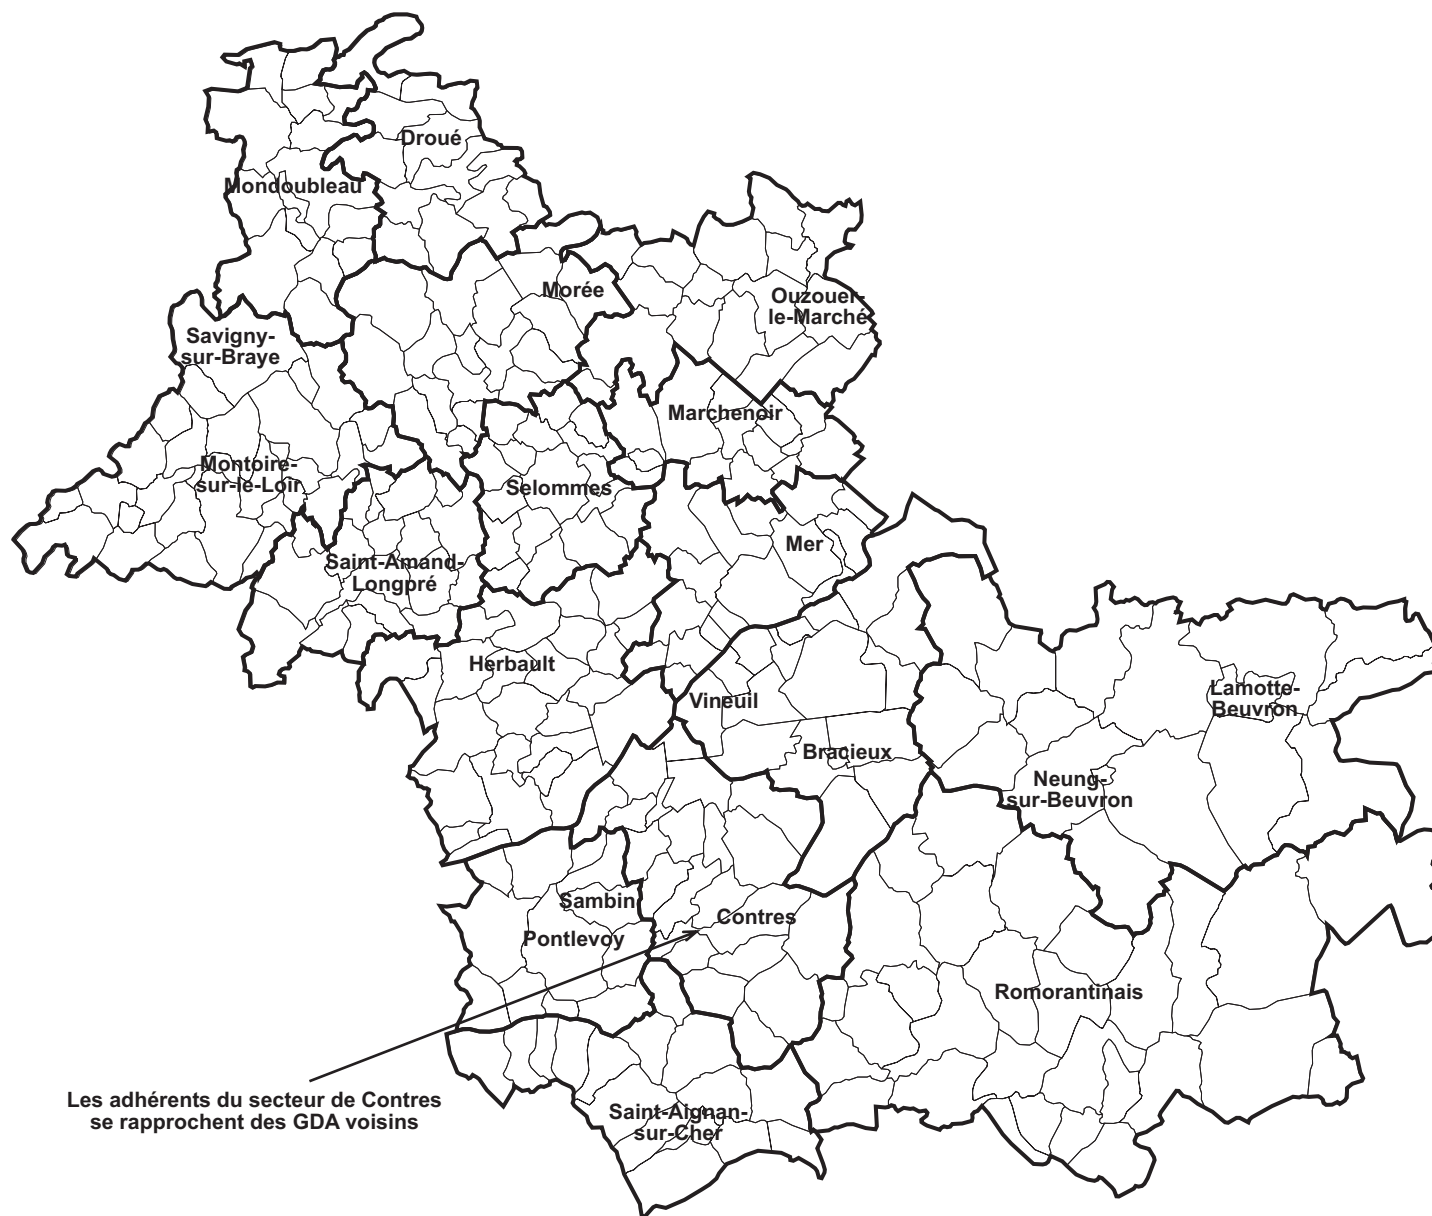 Droué
Mondoubleau
Morée
Ouzouer-
le-Marché
Savigny-
sur-Braye
Marchenoir
Montoire-
sur-le-Loir
Selommes
Mer
Saint-Amand-
Longpré
Herbault
Vineuil
Lamotte-
Beuvron
Bracieux
Neung-
sur-Beuvron
Sambin
Contres
Pontlevoy
Romorantinais
Les adhérents du secteur de Contres
se rapprochent des GDA voisins
Saint-Aignan-
sur-Cher